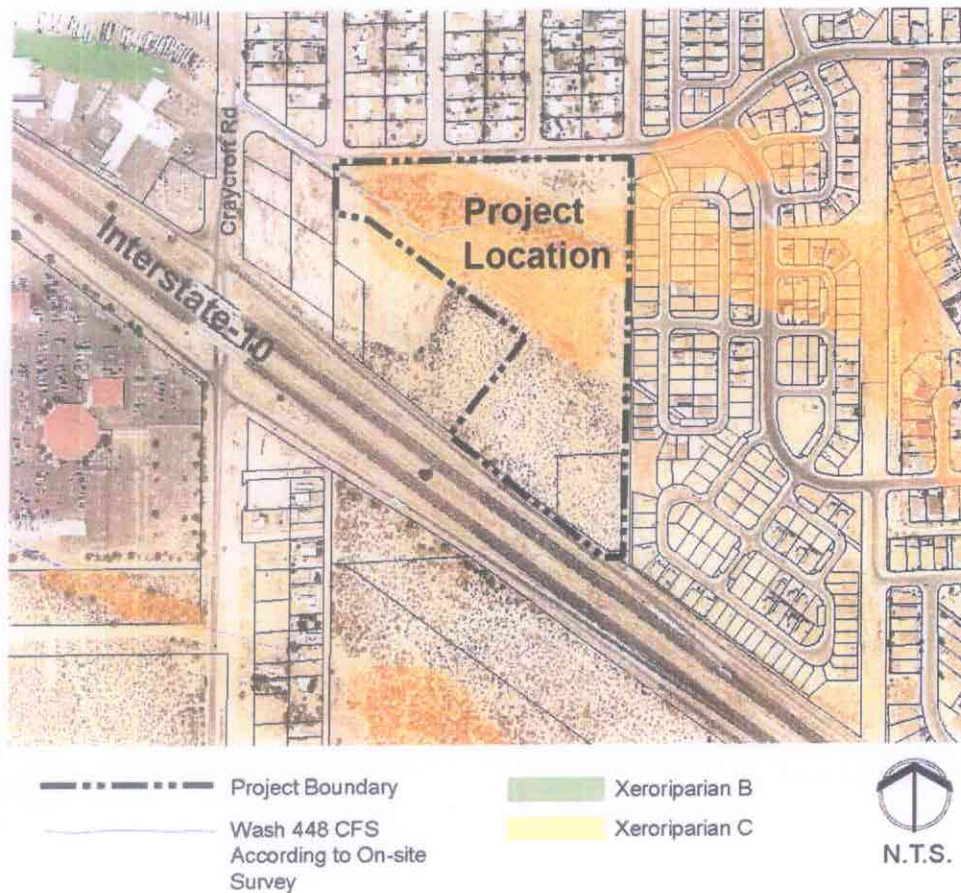 Craycroft Rd
Project
Location
Interstate-10
Project Boundary
Wash 448 CFS
According to On-site
Survey
Xeroriparian B
Xeroriparian C
N.T.S.